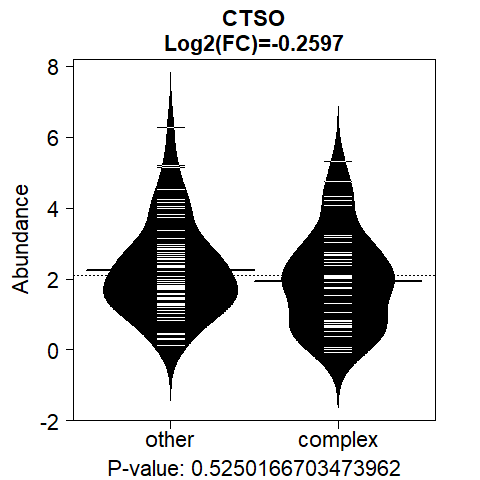 CTSO
Log2(FC)=-0.2597
Abundance
8
6
4
2
0
-2
other complex
P-value: 0.5250166703473962